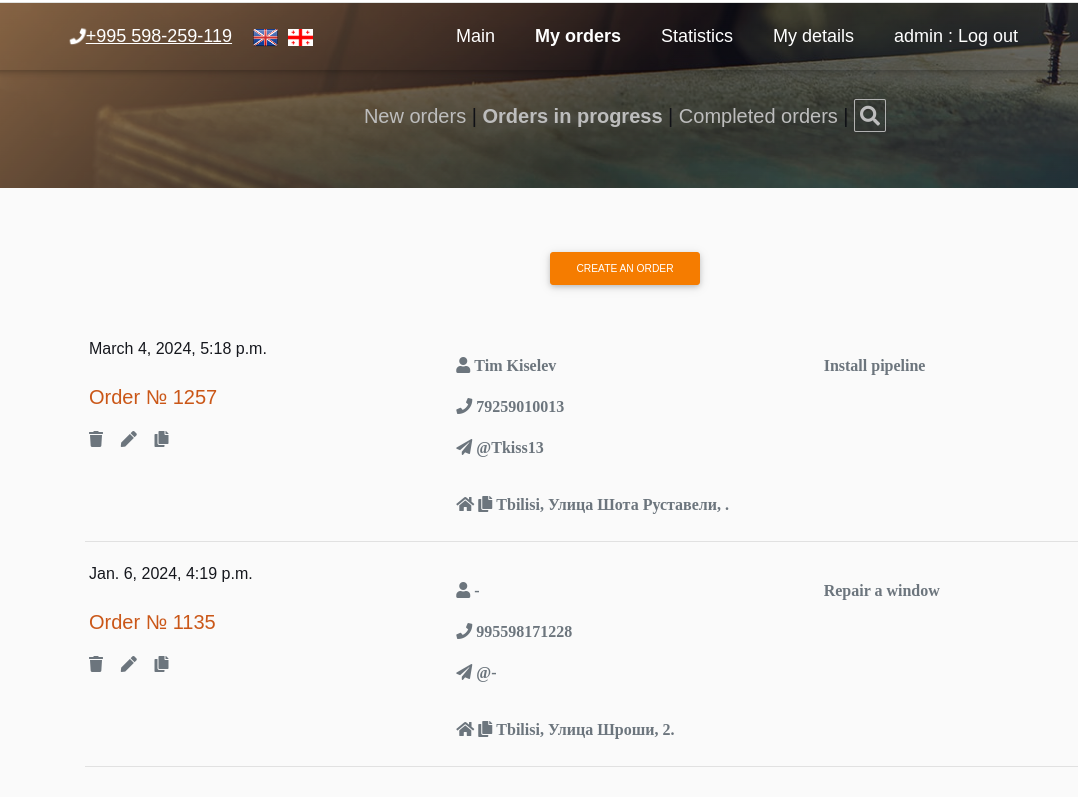 +995 598-259-119 Main My orders Statistics My details admin : Log out
New orders | Orders in progress | Completed orders |
CREATE AN ORDER
March 4, 2024, 5:18 p.m.
Order № 1257
Tim Kiselev
79259010013
@Tkiss13
Tbilisi, Улица Шота Руставели, .
Install pipeline
Jan. 6, 2024, 4:19 p.m.
Order № 1135
-
995598171228
@-
Tbilisi, Улица Шроши, 2.
Repair a window